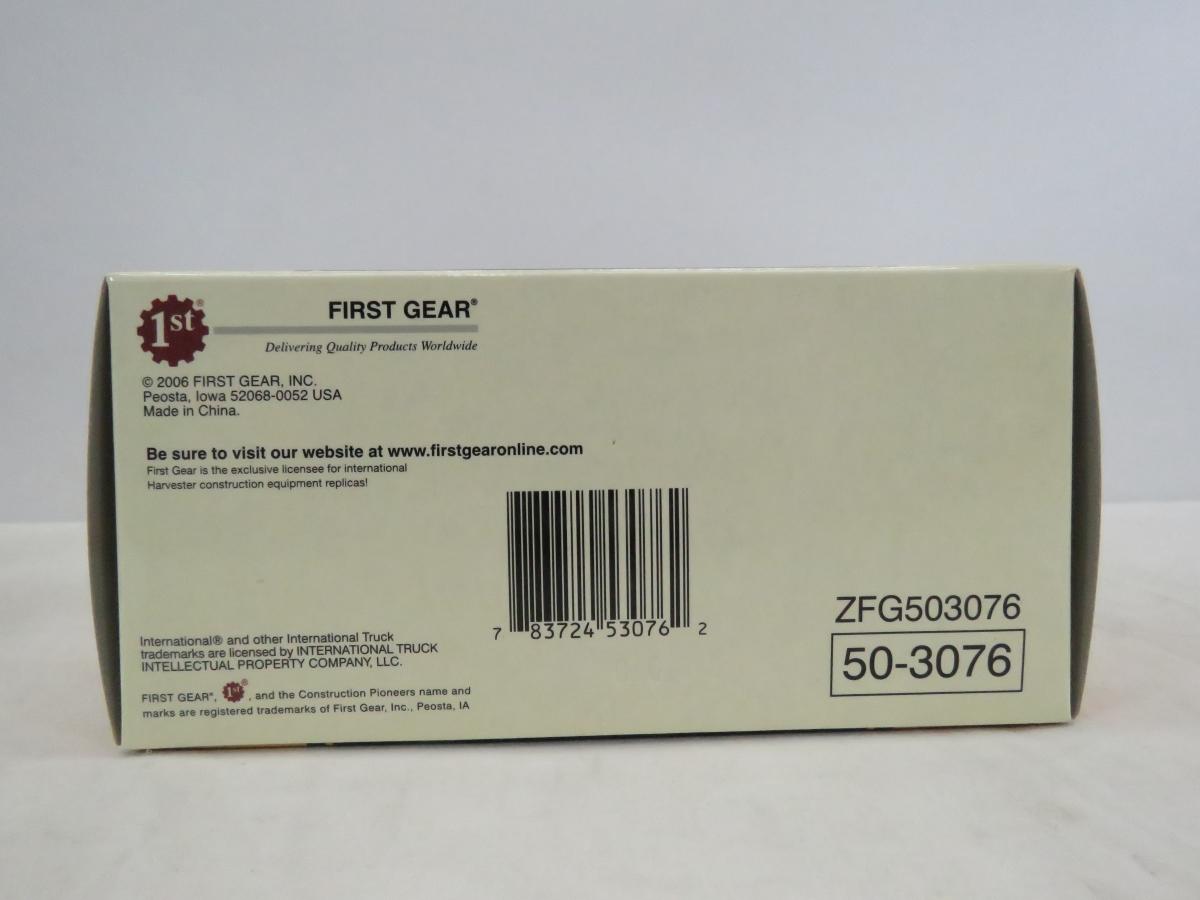 1st®
FIRST GEAR®
Delivering Quality Products Worldwide
© 2006 FIRST GEAR, INC.
Peosta, Iowa 52068-0052 USA
Made in China.
Be sure to visit our website at www.firstgearonline.com
First Gear is the exclusive licensee for international
Harvester construction equipment replicas!
7 83724 53076 2
ZFG503076
50-3076
International® and other International Truck
trademarks are licensed by INTERNATIONAL TRUCK
INTELLECTUAL PROPERTY COMPANY, LLC.
FIRST GEAR®, 1st®, and the Construction Pioneers name and
marks are registered trademarks of First Gear, Inc., Peosta, IA